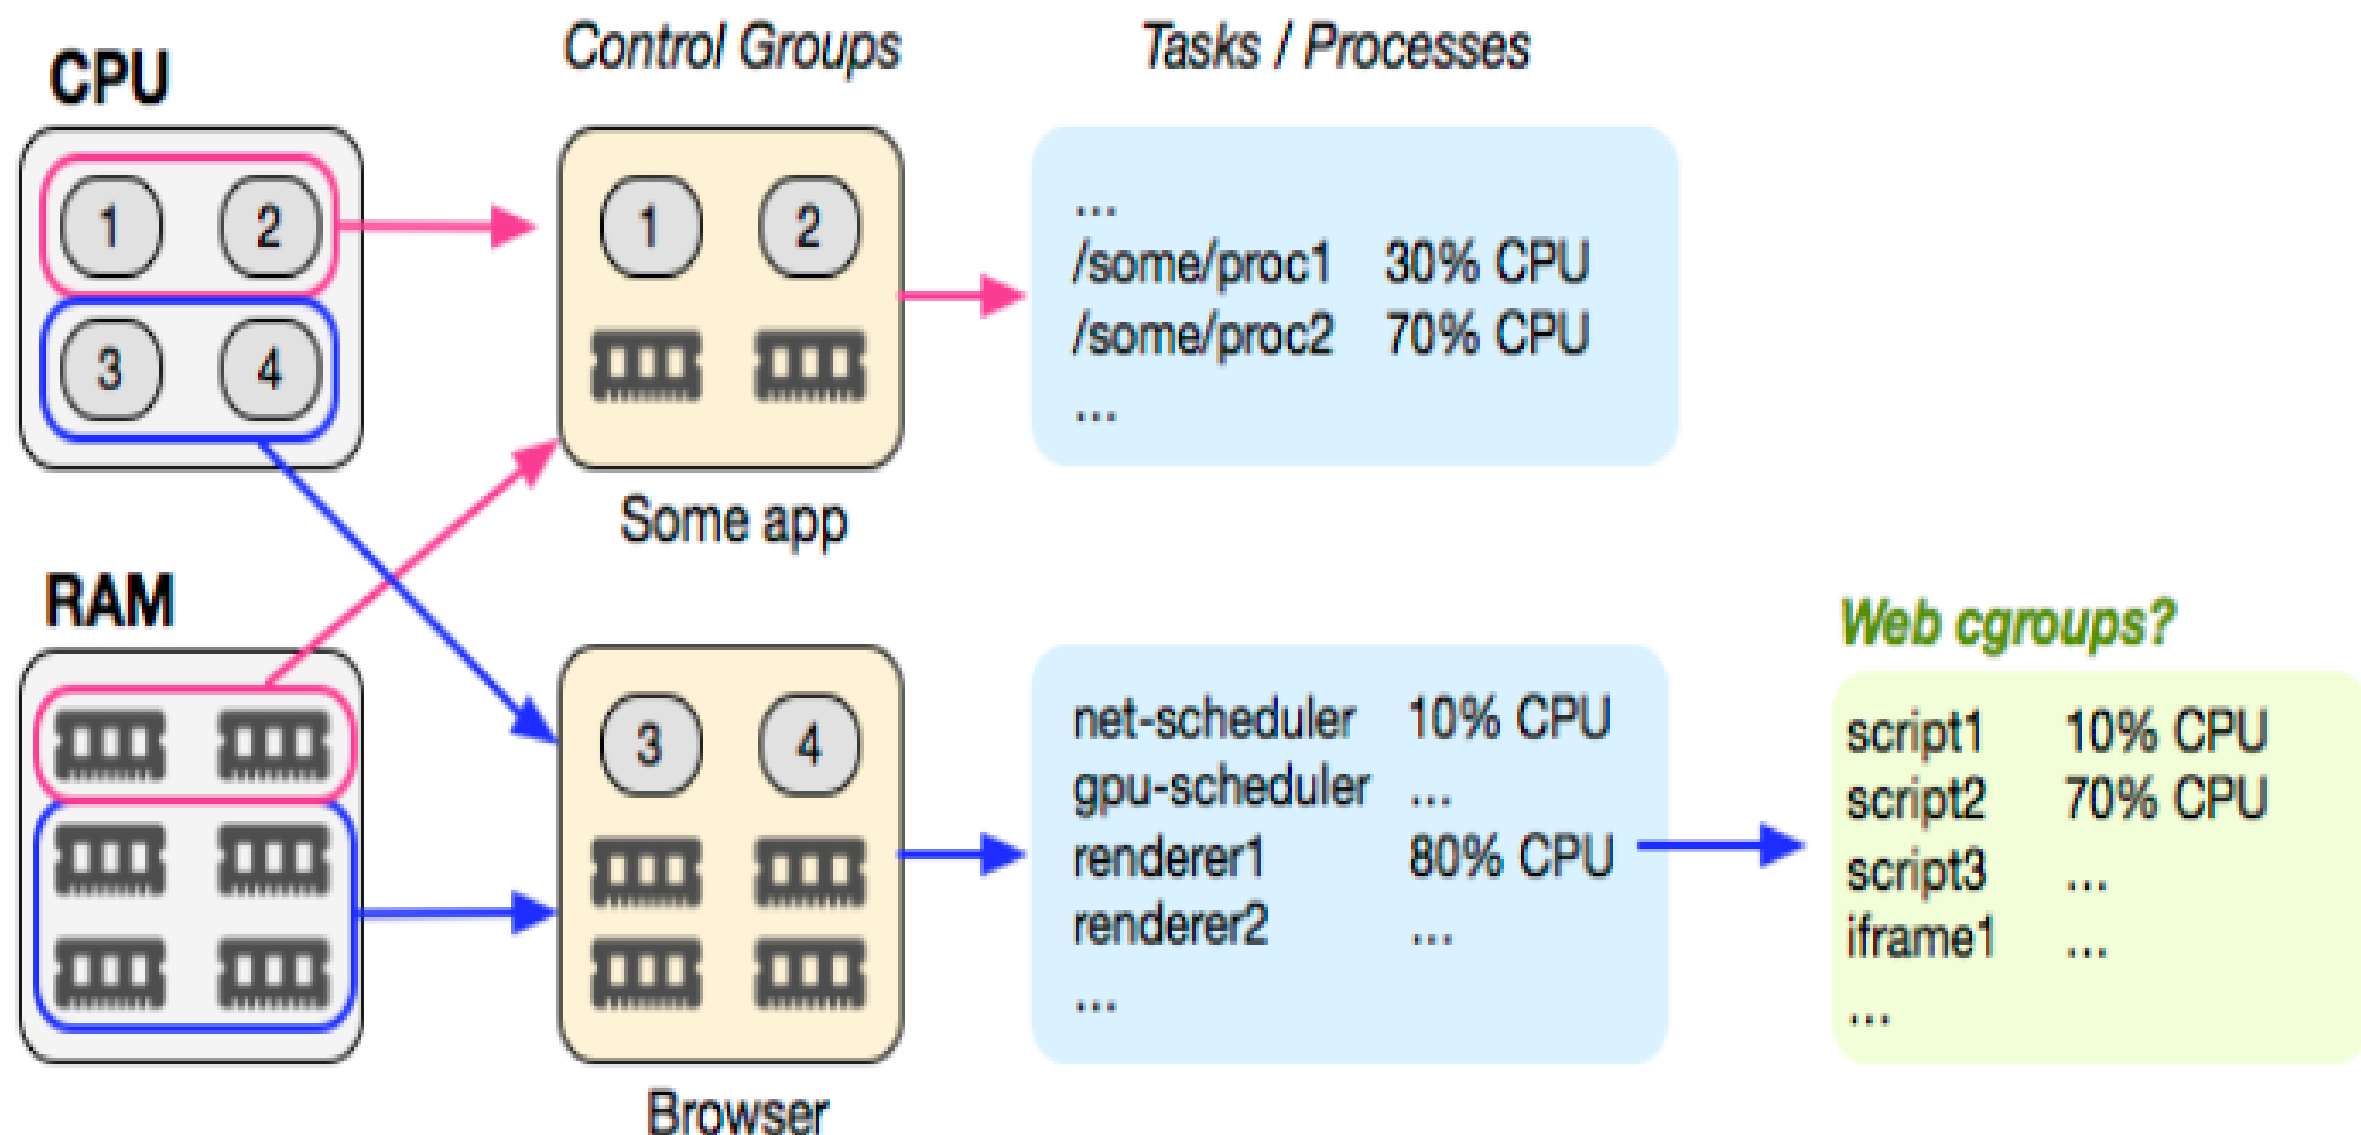 CPU
Control Groups
Tasks / Processes
1 2
3 4
1 2
...
/some/proc1 30% CPU
/some/proc2 70% CPU
...
Some app
RAM
3 4
Browser
net-scheduler 10% CPU
gpu-scheduler ...
renderer1 80% CPU
renderer2 ...
...
Web cgroups?
script1 10% CPU
script2 70% CPU
script3 ...
iframe1 ...
...